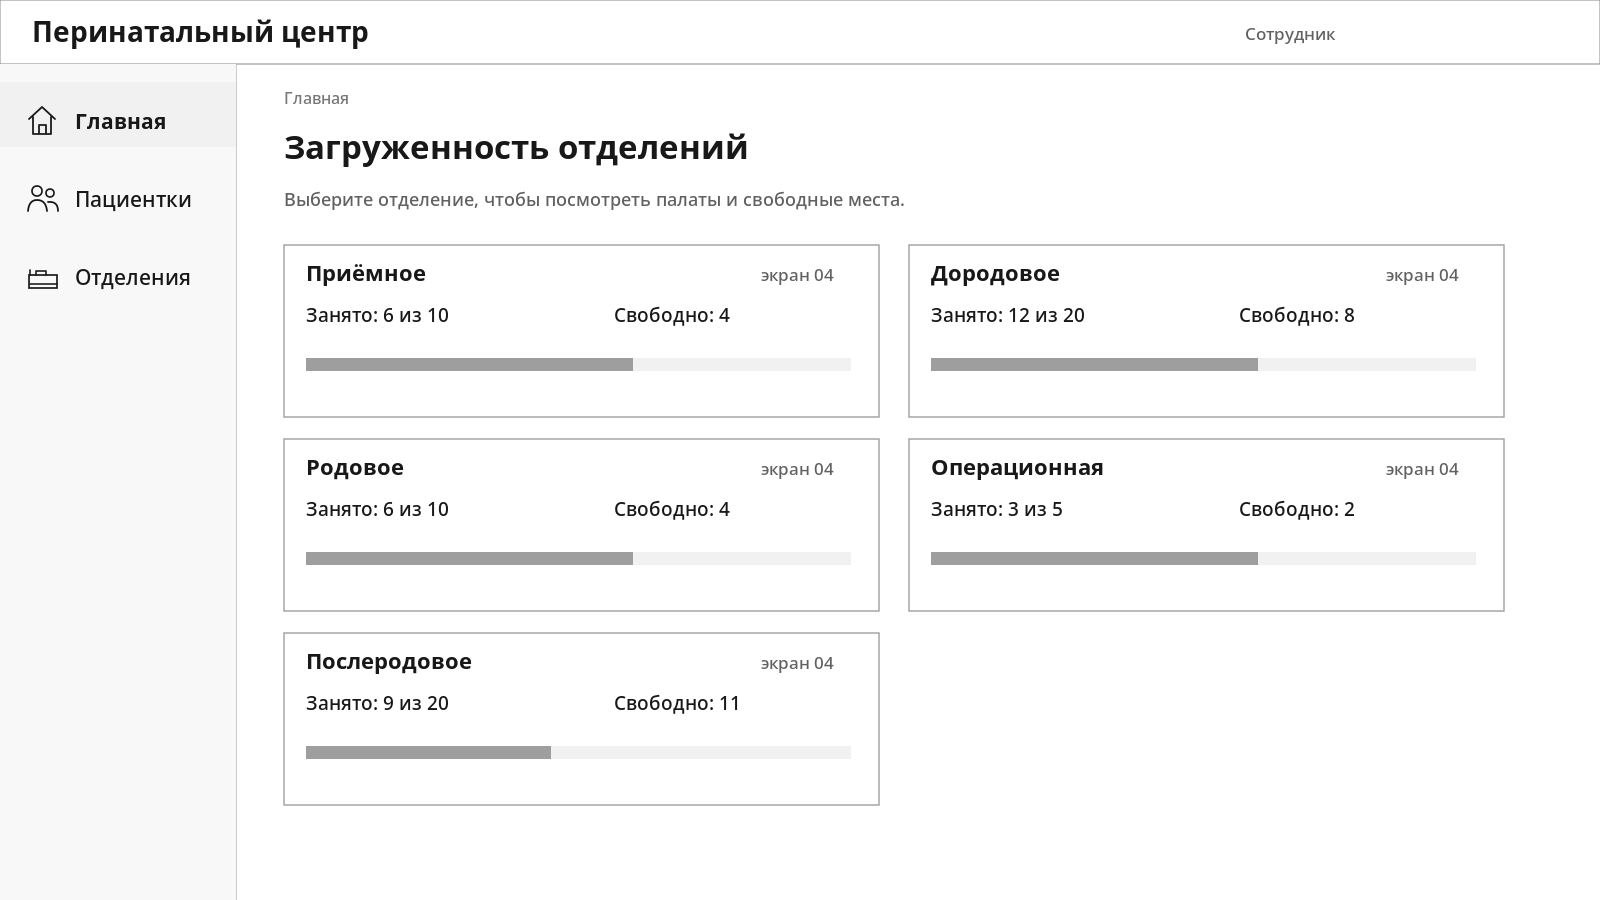 Перинатальный центр
Сотрудник
Главная
Пациентки
Отделения
Главная
Загруженность отделений
Выберите отделение, чтобы посмотреть палаты и свободные места.
Приёмное экран 04
Занято: 6 из 10 Свободно: 4
Дородовое экран 04
Занято: 12 из 20 Свободно: 8
Родовое экран 04
Занято: 6 из 10 Свободно: 4
Операционная экран 04
Занято: 3 из 5 Свободно: 2
Послеродовое экран 04
Занято: 9 из 20 Свободно: 11